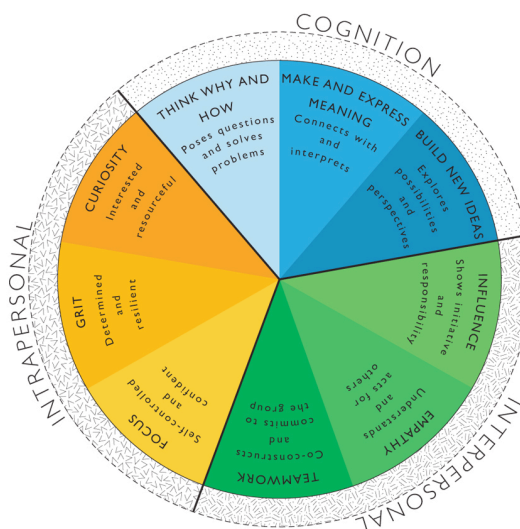 COGNITION
THINK WHY AND
HOW
Poses questions
and solves
problems
MAKE AND EXPRESS
MEANING
Connects with
and
interprets
BUILD NEW IDEAS
Explores
possibilities
and
perspectives
INTERPERSONAL
INFLUENCE
Shows initiative
and
responsibility
EMPATHY
Understands
and
acts for
others
TEAMWORK
Co-constructs
and
commits to
the group
INTRAPERSONAL
FOCUS
Self-controlled
and
confident
GRIT
Determined
and
resilient
CURIOSITY
Interested
and
resourceful